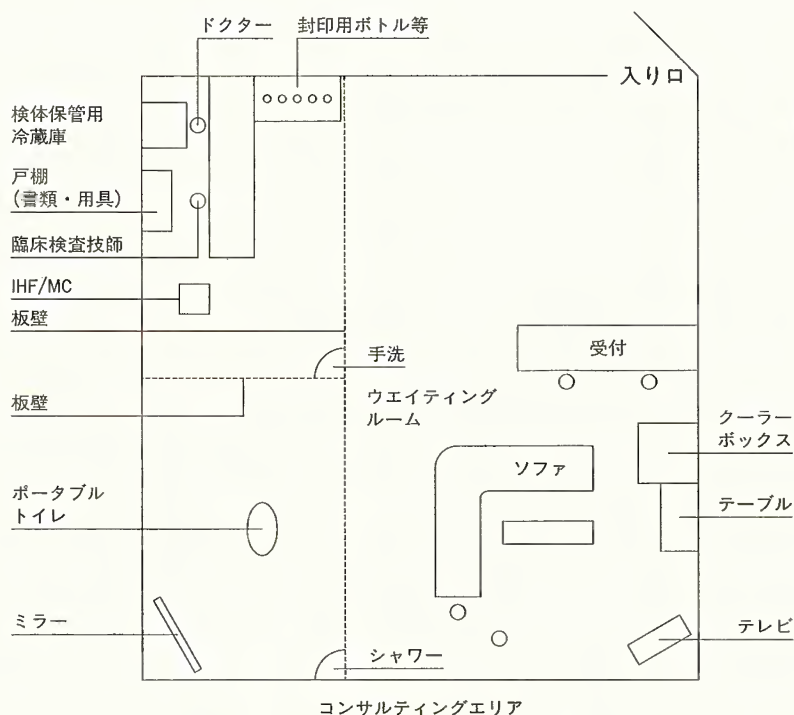 ドクター
封印用ボトル等
入り口
検体保管用
冷蔵庫
戸棚
(書類・用具)
臨床検査技師
IHF/MC
板壁
手洗
受付
ウエイティング
ルーム
板壁
クーラー
ボックス
ソファ
ポータブル
トイレ
テーブル
ミラー
シャワー
テレビ
コンサルティングエリア